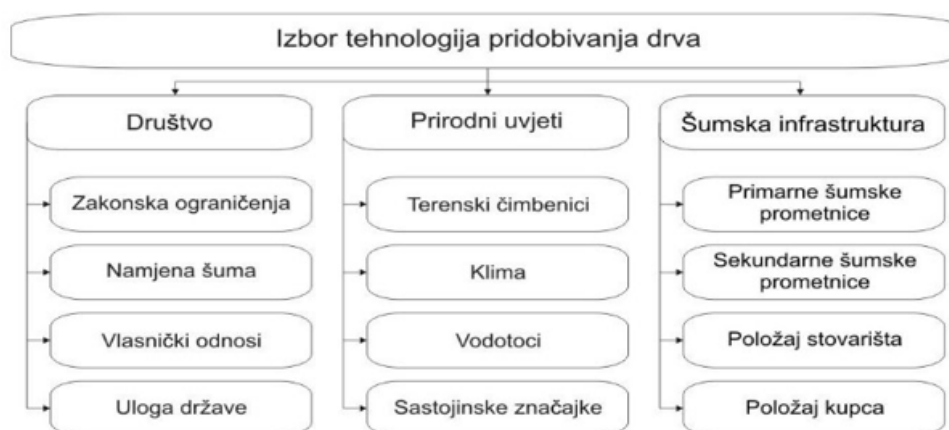 Izbor tehnologija pridobivanja drva
Društvo
Zakonska ograničenja
Namjena šuma
Vlasnički odnosi
Uloga države
Prirodni uvjeti
Terenski čimbenici
Klima
Vodotoci
Sastojinske značajke
Šumska infrastruktura
Primarne šumske
prometnice
Sekundarne šumske
prometnice
Položaj stovarišta
Položaj kupca